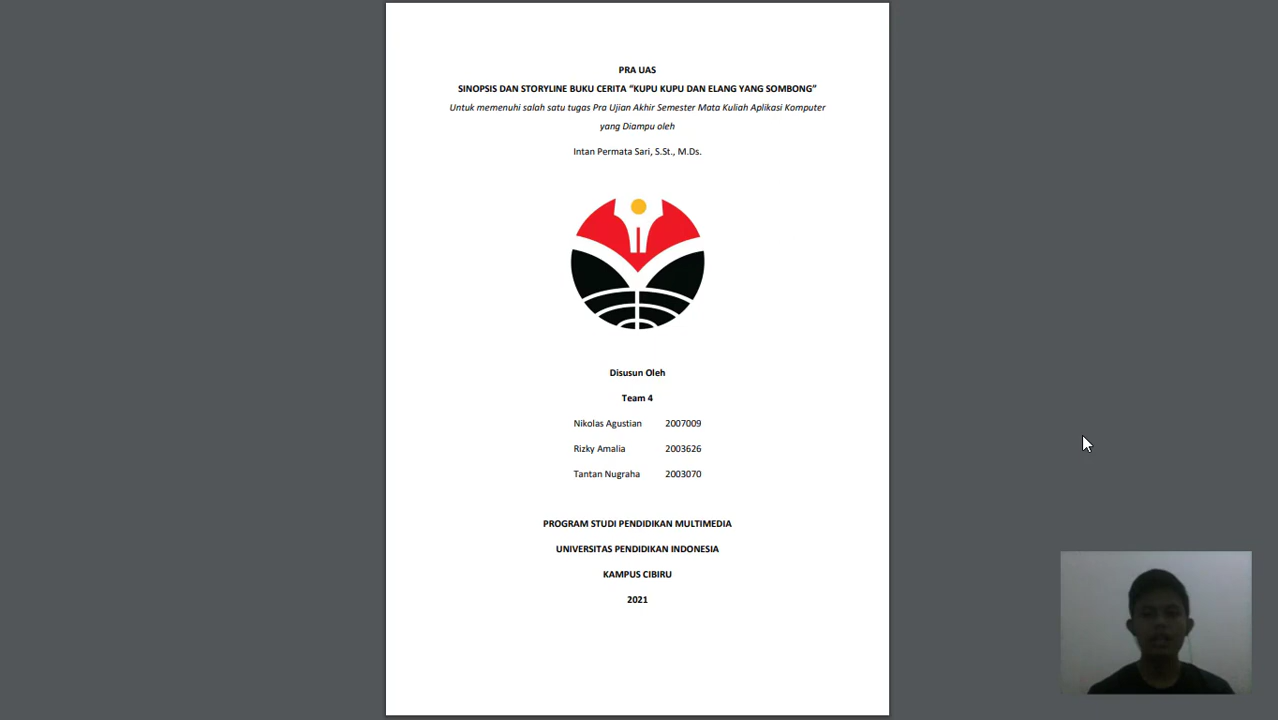 PRA UAS
SINOPSIS DAN STORYLINE BUKU CERITA “KUPU KUPU DAN ELANG YANG SOMBONG”
Untuk memenuhi salah satu tugas Pra Ujian Akhir Semester Mata Kuliah Aplikasi Komputer
yang Diampu oleh
Intan Permata Sari, S.St., M.Ds.
Disusun Oleh
Team 4
Nikolas Agustian 2007009
Rizky Amalia 2003626
Tantan Nugraha 2003070
PROGRAM STUDI PENDIDIKAN MULTIMEDIA
UNIVERSITAS PENDIDIKAN INDONESIA
KAMPUS CIBIRU
2021